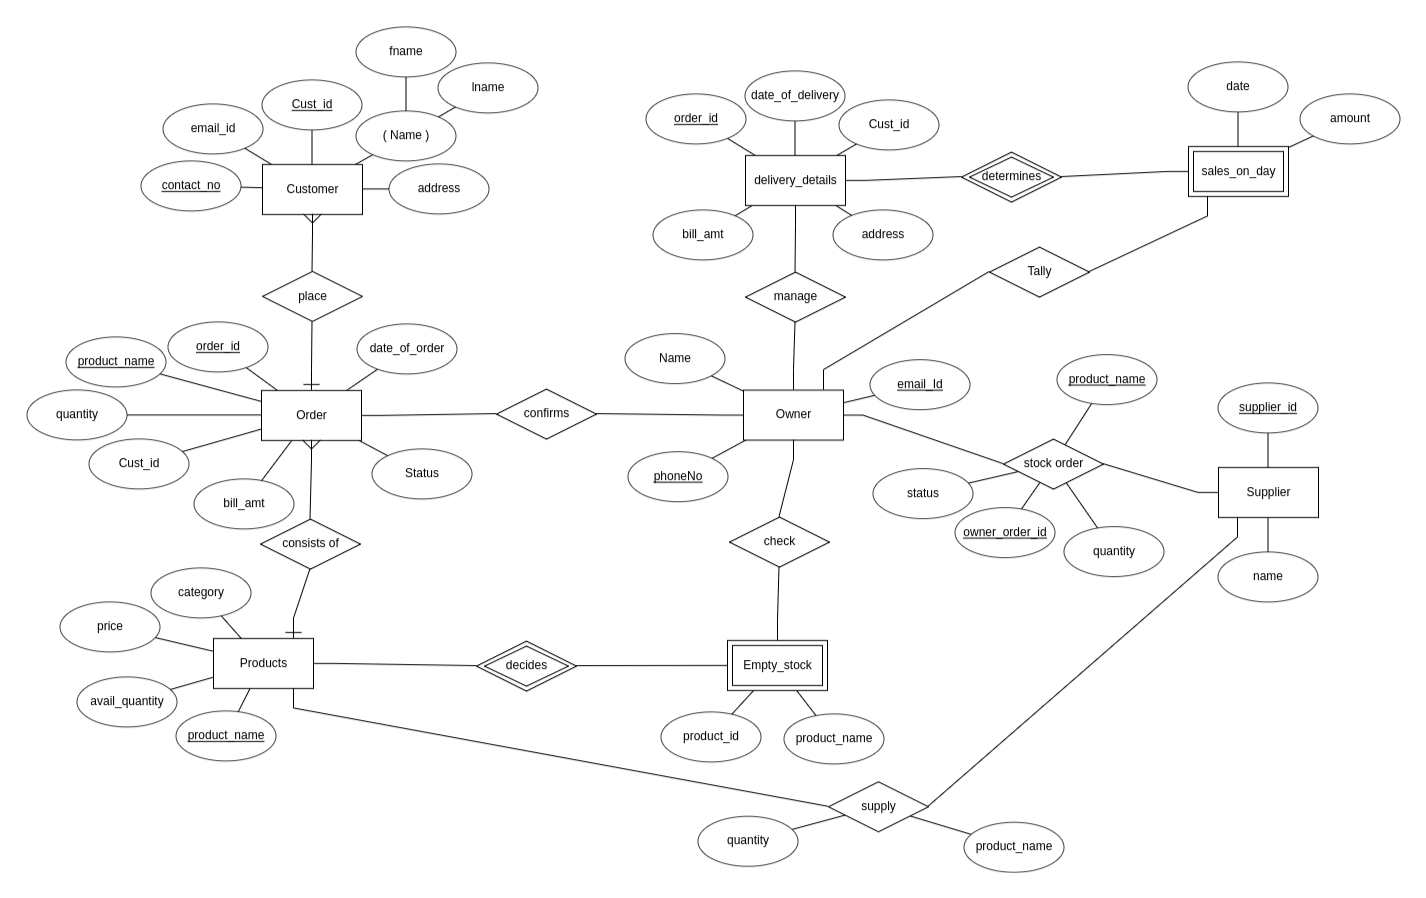 fname
lname
Cust_id
email_id
( Name )
contact_no
Customer
address
place
order_id
date_of_order
product_name
quantity
Order
Cust_id
Status
bill_amt
confirms
consists of
category
price
Products
avail_quantity
product_name
decides
date_of_delivery
order_id
Cust_id
delivery_details
bill_amt
address
determines
date
amount
sales_on_day
Tally
manage
Name
email_Id
Owner
phoneNo
product_name
stock order
status
owner_order_id
quantity
supplier_id
Supplier
name
check
Empty_stock
product_id
product_name
supply
quantity
product_name